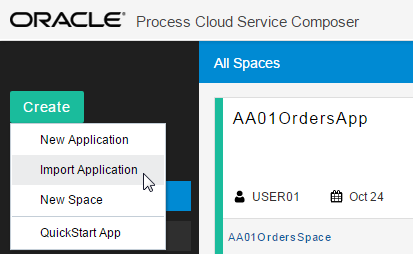 ORACLE® Process Cloud Service Composer
All Spaces
Create
New Application
Import Application
New Space
QuickStart App
AA01OrdersApp
USER01 Oct 24
AA01OrdersSpace